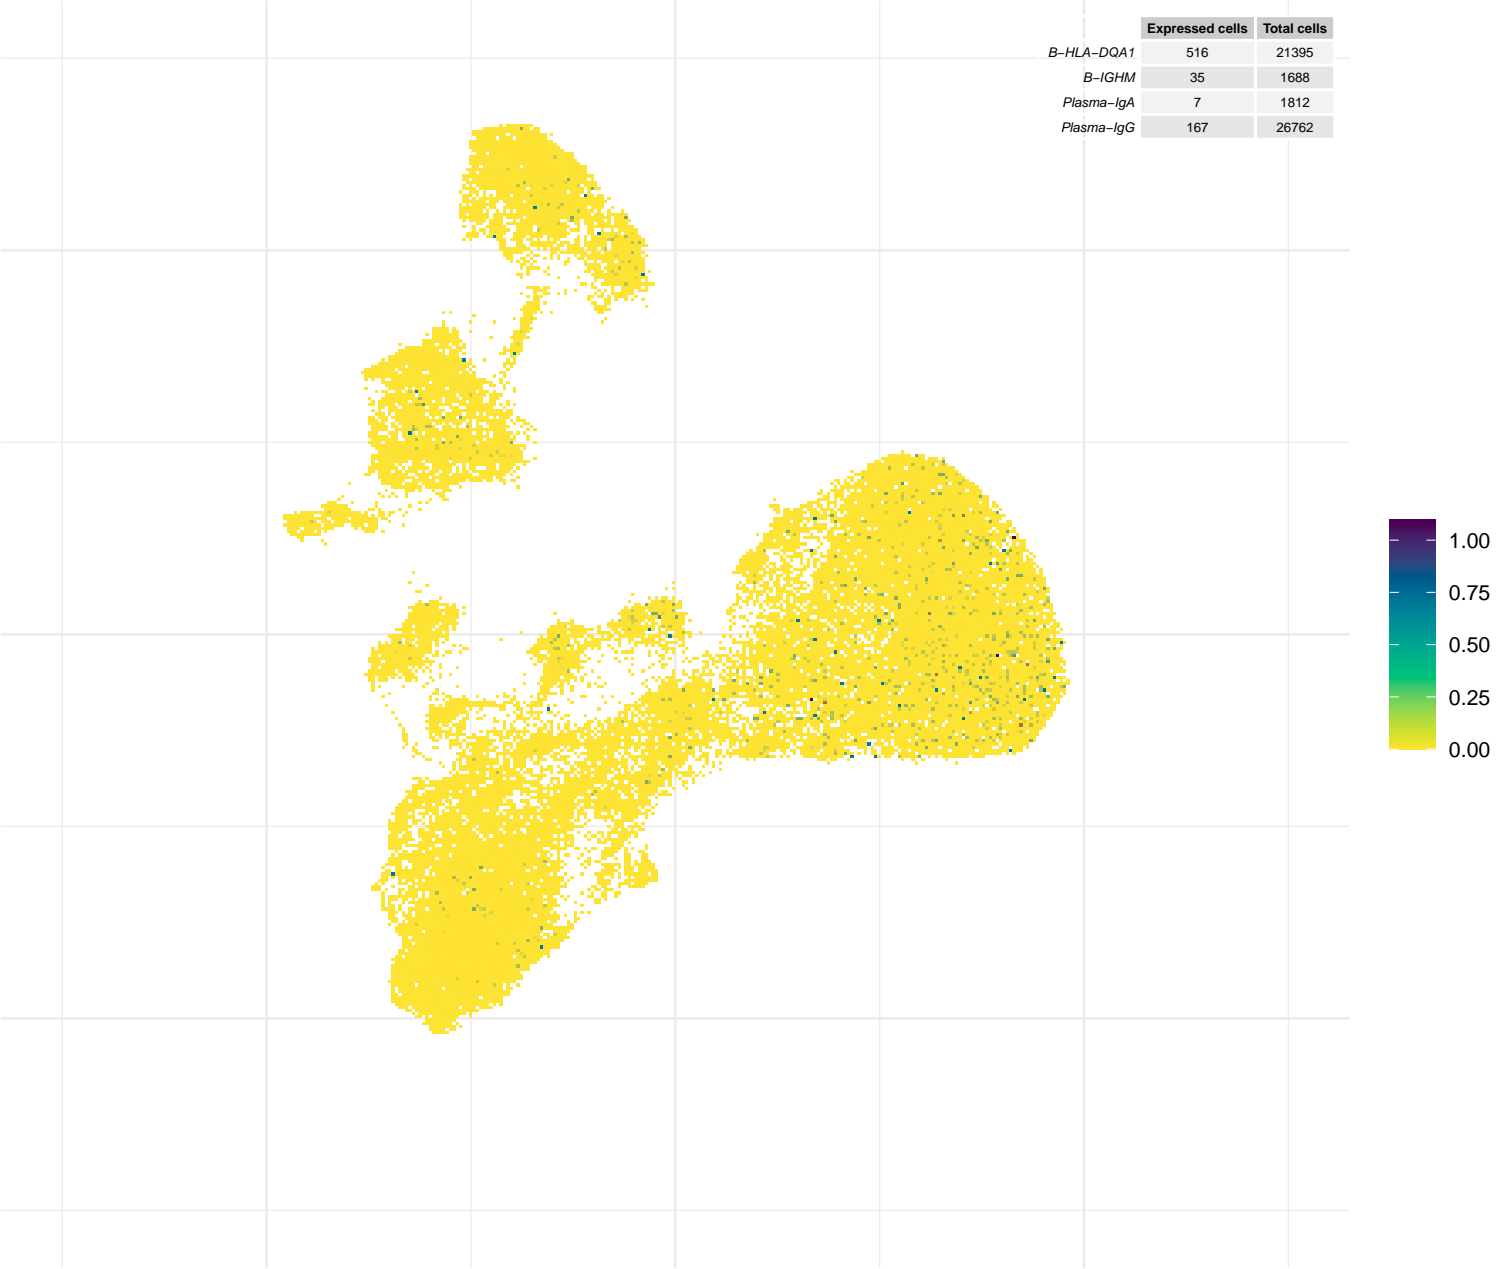 Expressed cells Total cells
B−HLA−DQA1 516 21395
B−IGHM 35 1688
Plasma−IgA 7 1812
Plasma−IgG 167 26762
1.00
0.75
0.50
0.25
0.00